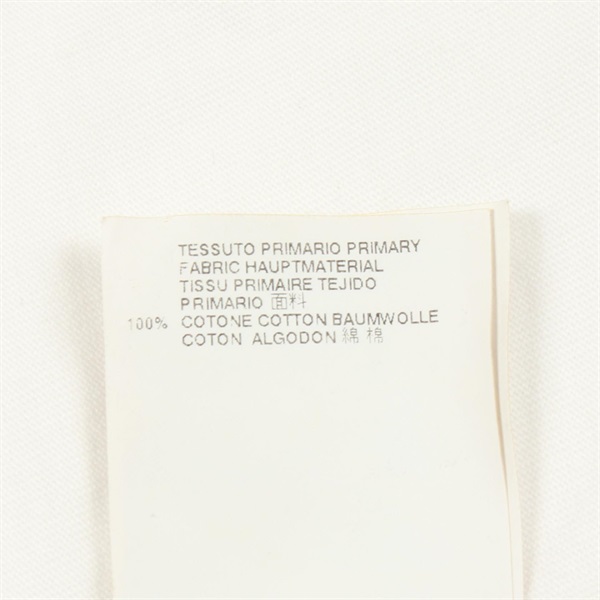 TESSUTO PRIMARIO PRIMARY
FABRIC HAUPTMATERIAL
TISSU PRIMAIRE TEJIDO
PRIMARIO 面料
100% COTONE COTTON BAUMWOLLE
COTON ALGODON 綿 棉